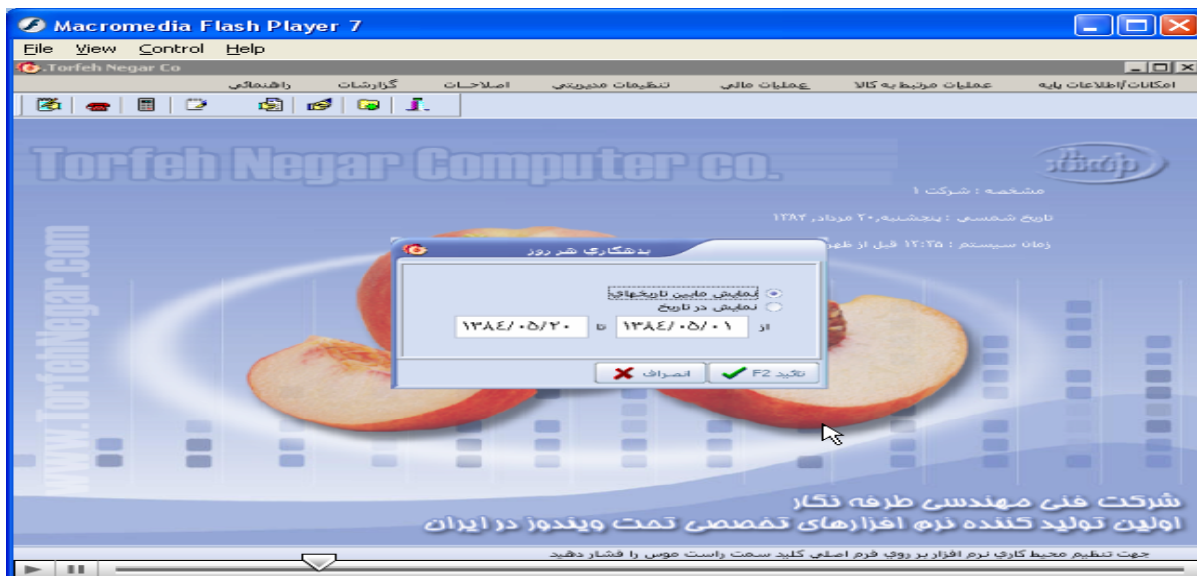 Macromedia Flash Player 7
File View Control Help
.Torfeh Negar Co
امکانات/اطلاعات پایه عملیات مرتبط به کالا عملیات مالی تنظیمات مدیریتی اصلاحات گزارشات راهنمائی
Torfeh Negar Computer co.
مشخصه : شرکت ۱
تاریخ شمسی : پنجشنبه, ۲۰ مرداد, ۱۳۸۴
زمان سیستم : ۱۲:۲۵ قبل از ظهر
www.TorfehNegar.com
نمایش مابین تاریخهای
نمایش در تاریخ
از ۱۳۸٤/۰۵/۰۱ تا ۱۳۸٤/۰۵/۲۰
تائید F2 انصراف
شرکت فنی مهندسی طرفه نگار
اولین تولید کننده نرم افزارهای تخصصی تحت ویندوز در ایران
جهت تنظیم محیط کاری نرم افزار بر روی فرم اصلی کلید سمت راست موس را فشار دهید